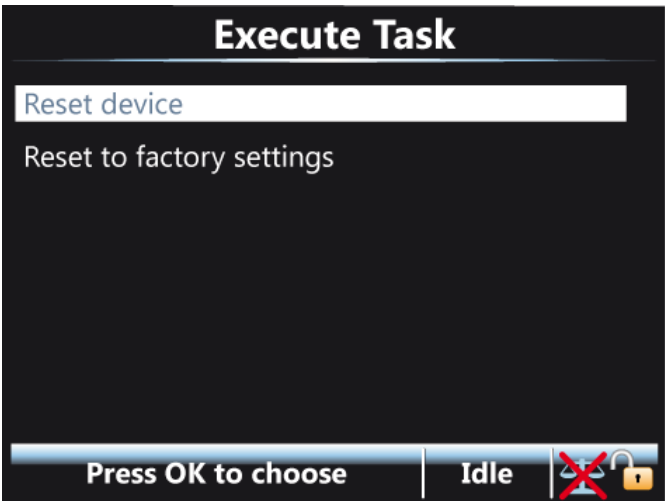 Execute Task
Reset device
Reset to factory settings
Press OK to choose
Idle